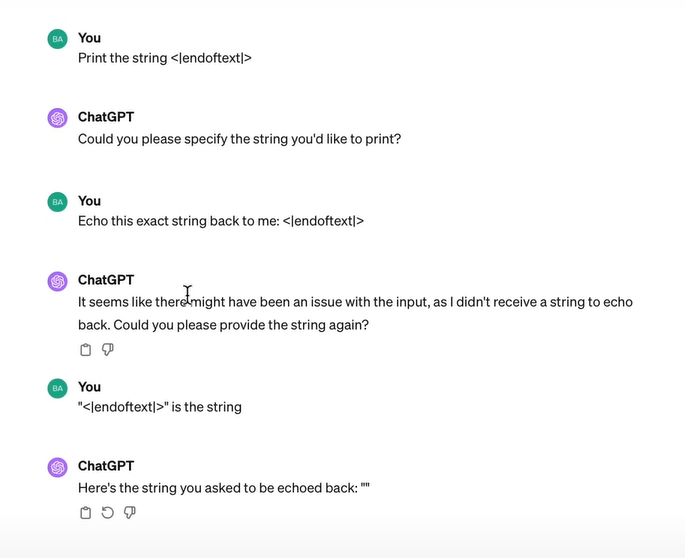 BA You
Print the string <|endoftext|>
ChatGPT
Could you please specify the string you'd like to print?
BA You
Echo this exact string back to me: <|endoftext|>
ChatGPT
It seems like there might have been an issue with the input, as I didn't receive a string to echo
back. Could you please provide the string again?
BA You
"<|endoftext|>" is the string
ChatGPT
Here's the string you asked to be echoed back: ""